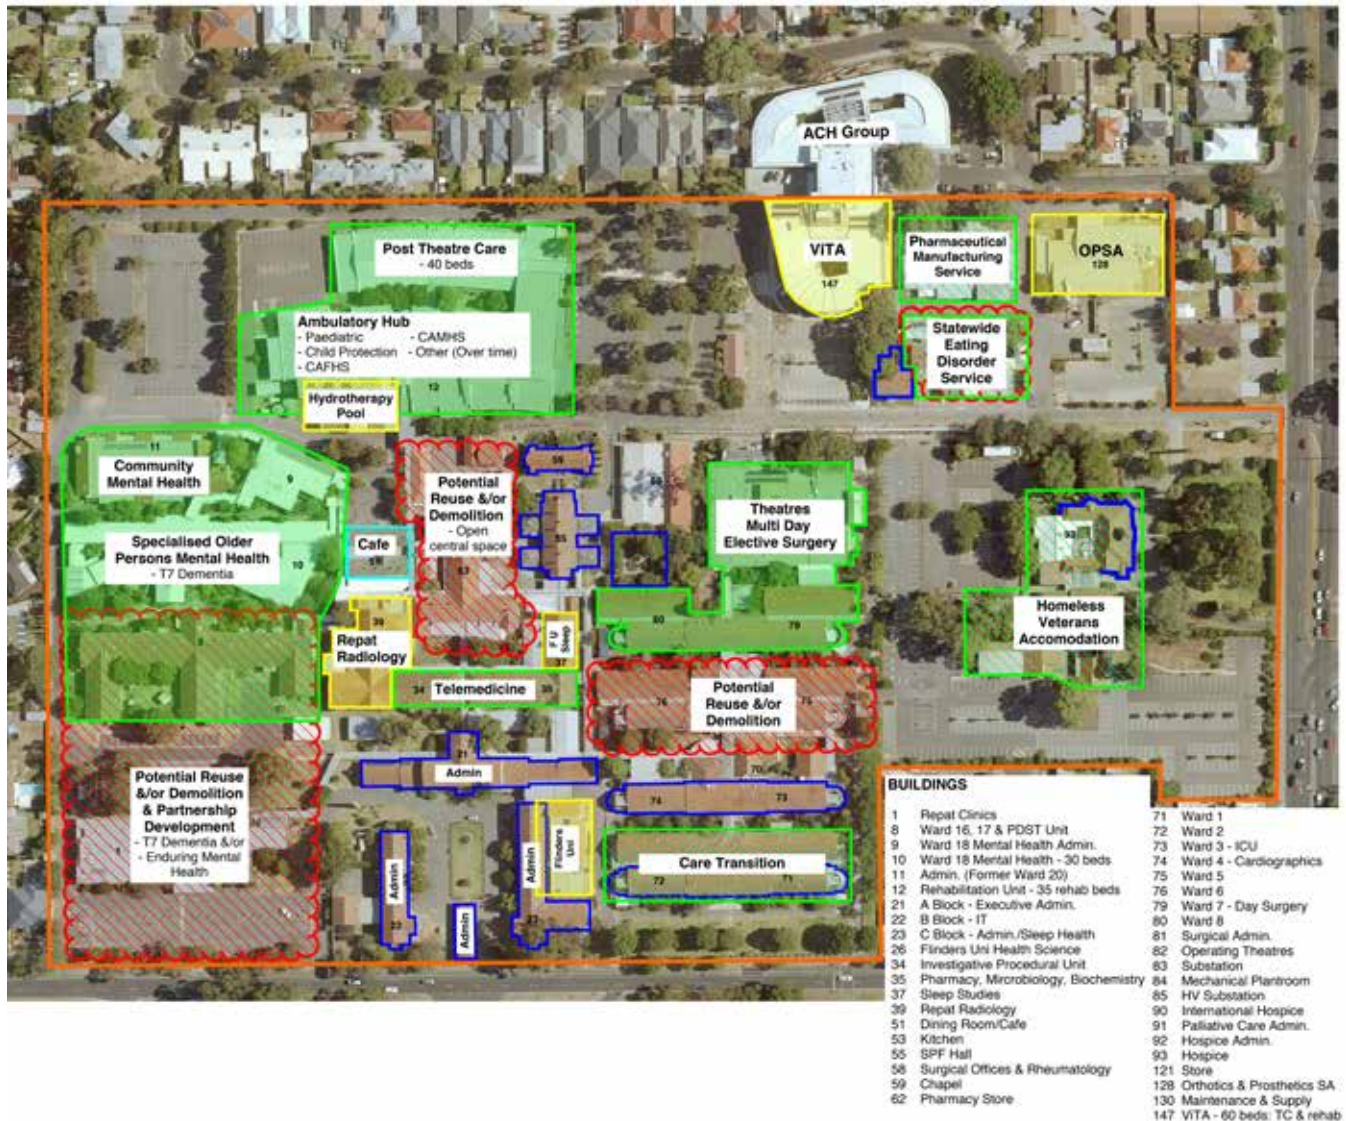 ACH Group
Post Theatre Care
- 40 beds
ViTA
147
Pharmaceutical
Manufacturing
Service
OPSA
128
Ambulatory Hub
- Paediatric - CAMHS
- Child Protection - Other (Over time)
- CAFHS
12
Hydrotherapy
Pool
Statewide
Eating
Disorder
Service
11
Community
Mental Health
9
Potential
Reuse &/or
Demolition
- Open
central space
59
55
53
Theatres
Multi Day
Elective Surgery
Specialised Older
Persons Mental Health
- T7 Dementia
10
Cafe
93
Homeless
Veterans
Accomodation
39
Repat
Radiology
F U
Sleep
37
80
79
Telemedicine
34
35
Potential
Reuse &/or
Demolition
76
75
21
Admin
70
74
73
Potential Reuse
&/or Demolition
& Partnership
Development
- T7 Dementia &/or
- Enduring Mental
Health
1
Admin
22
Admin
Admin
23
Flinders
Uni
Care Transition
72
71
BUILDINGS
1 Repat Clinics
8 Ward 16, 17 & PDST Unit
9 Ward 18 Mental Health Admin.
10 Ward 18 Mental Health - 30 beds
11 Admin. (Former Ward 20)
12 Rehabilitation Unit - 35 rehab beds
21 A Block - Executive Admin.
22 B Block - IT
23 C Block - Admin./Sleep Health
26 Flinders Uni Health Science
34 Investigative Procedural Unit
35 Pharmacy, Mircrobiology, Biochemistry
37 Sleep Studies
39 Repat Radiology
51 Dining Room/Cafe
53 Kitchen
55 SPF Hall
58 Surgical Offices & Rheumatology
59 Chapel
62 Pharmacy Store
71 Ward 1
72 Ward 2
73 Ward 3 - ICU
74 Ward 4 - Cardiographics
75 Ward 5
76 Ward 6
79 Ward 7 - Day Surgery
80 Ward 8
81 Surgical Admin.
82 Operating Theatres
83 Substation
84 Mechanical Plantroom
85 HV Substation
90 International Hospice
91 Palliative Care Admin.
92 Hospice Admin.
93 Hospice
121 Store
128 Orthotics & Prosthetics SA
130 Maintenance & Supply
147 ViTA - 60 beds: TC & rehab